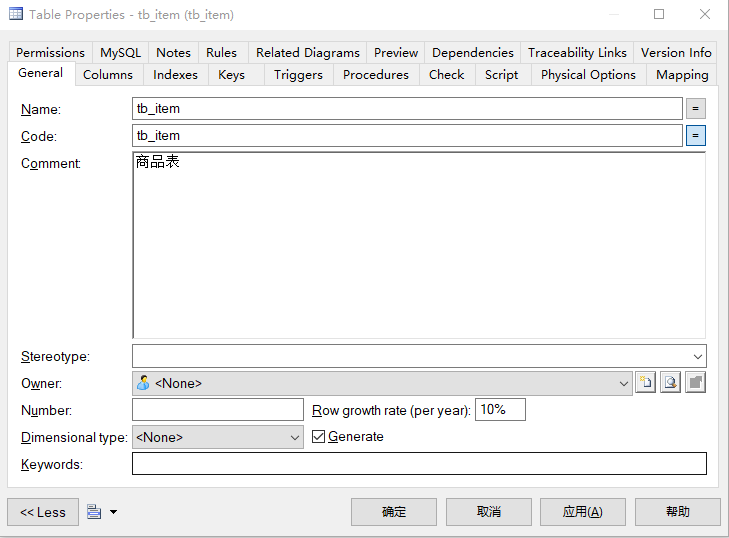 Table Properties - tb_item (tb_item)
Permissions MySQL Notes Rules Related Diagrams Preview Dependencies Traceability Links Version Info
General Columns Indexes Keys Triggers Procedures Check Script Physical Options Mapping
Name: tb_item =
Code: tb_item =
Comment: 商品表
Stereotype:
Owner: <None>
Number: Row growth rate (per year): 10%
Dimensional type: <None> Generate
Keywords:
<< Less 确定 取消 应用(A) 帮助